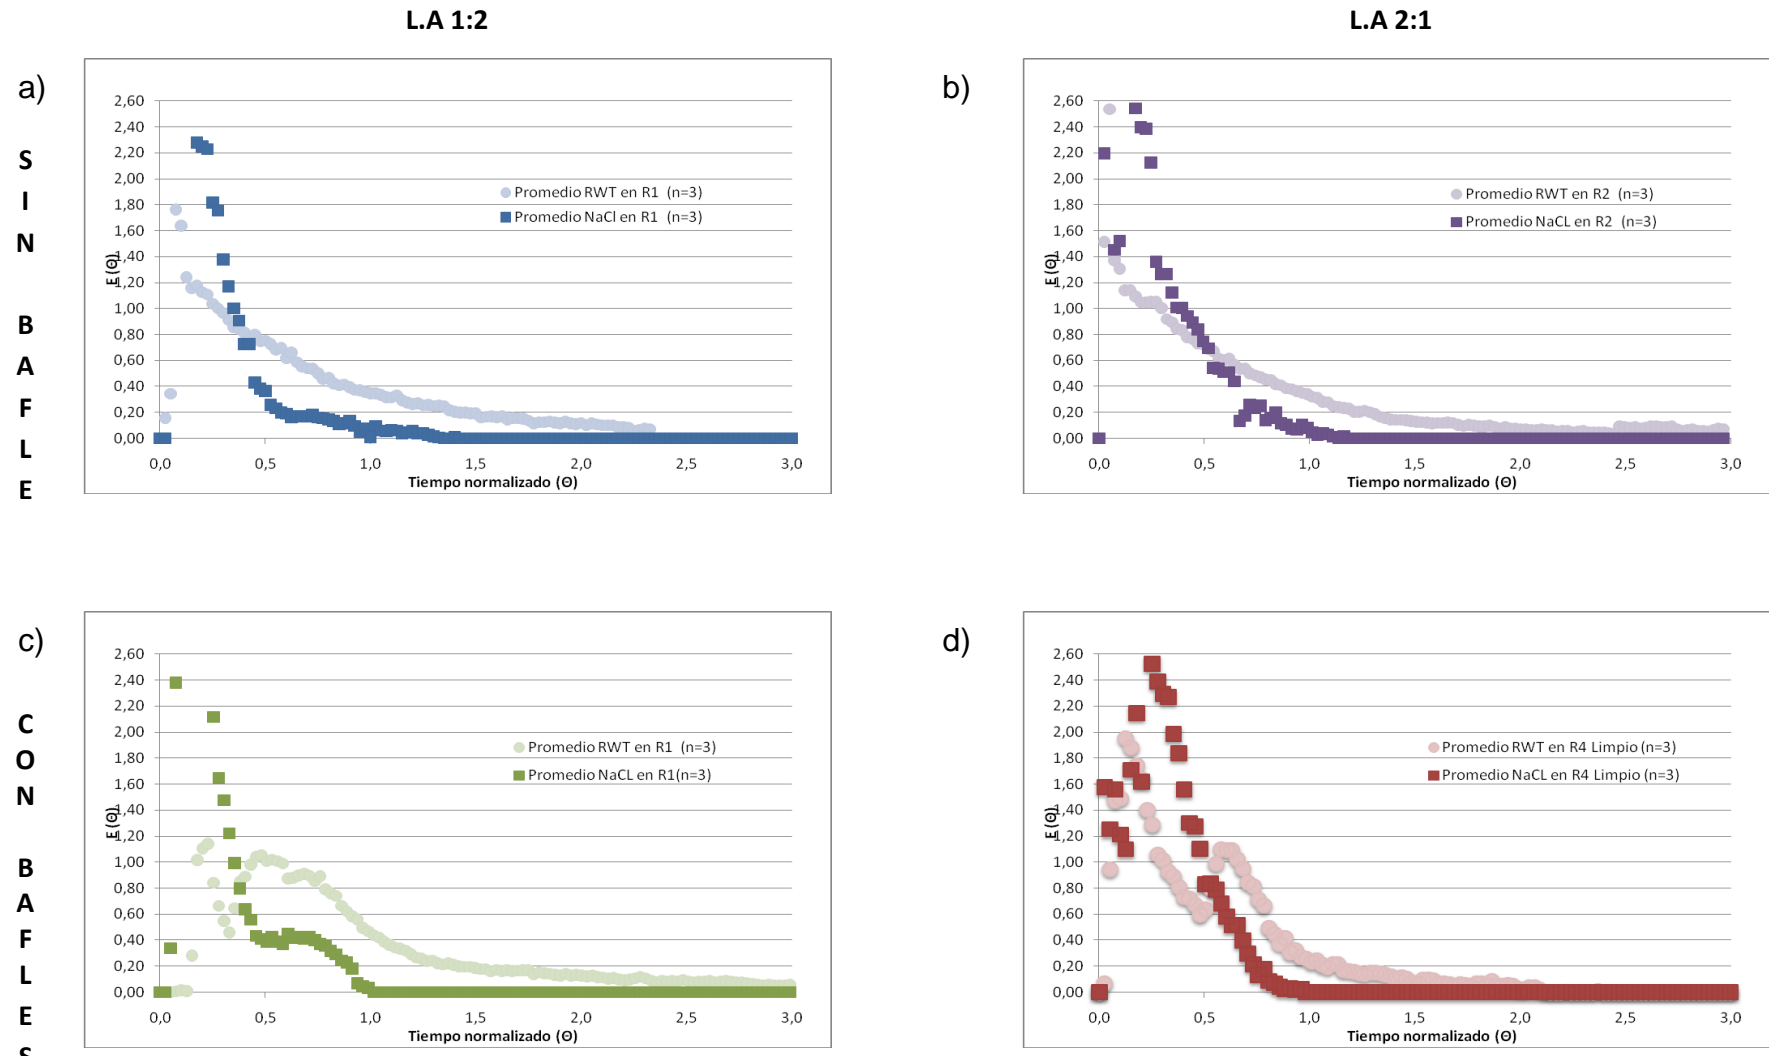 L.A 1:2
L.A 2:1
a)
S
I
N
B
A
F
L
E
2,60
2,40
2,20
2,00
1,80
1,60
1,40
1,20
1,00
0,80
0,60
0,40
0,20
0,00
E (Θ)
Promedio RWT en R1 (n=3)
Promedio NaCl en R1 (n=3)
0,0 0,5 1,0 1,5 2,0 2,5 3,0
Tiempo normalizado (Θ)
b)
2,60
2,40
2,20
2,00
1,80
1,60
1,40
1,20
1,00
0,80
0,60
0,40
0,20
0,00
E (Θ)
Promedio RWT en R2 (n=3)
Promedio NaCL en R2 (n=3)
0,0 0,5 1,0 1,5 2,0 2,5 3,0
Tiempo normalizado (Θ)
c)
C
O
N
B
A
F
L
E
S
2,60
2,40
2,20
2,00
1,80
1,60
1,40
1,20
1,00
0,80
0,60
0,40
0,20
0,00
E (Θ)
Promedio RWT en R1 (n=3)
Promedio NaCL en R1(n=3)
0,0 0,5 1,0 1,5 2,0 2,5 3,0
Tiempo normalizado (Θ)
d)
2,60
2,40
2,20
2,00
1,80
1,60
1,40
1,20
1,00
0,80
0,60
0,40
0,20
0,00
E (Θ)
Promedio RWT en R4 Limpio (n=3)
Promedio NaCL en R4 Limpio (n=3)
0,0 0,5 1,0 1,5 2,0 2,5 3,0
Tiempo normalizado (Θ)